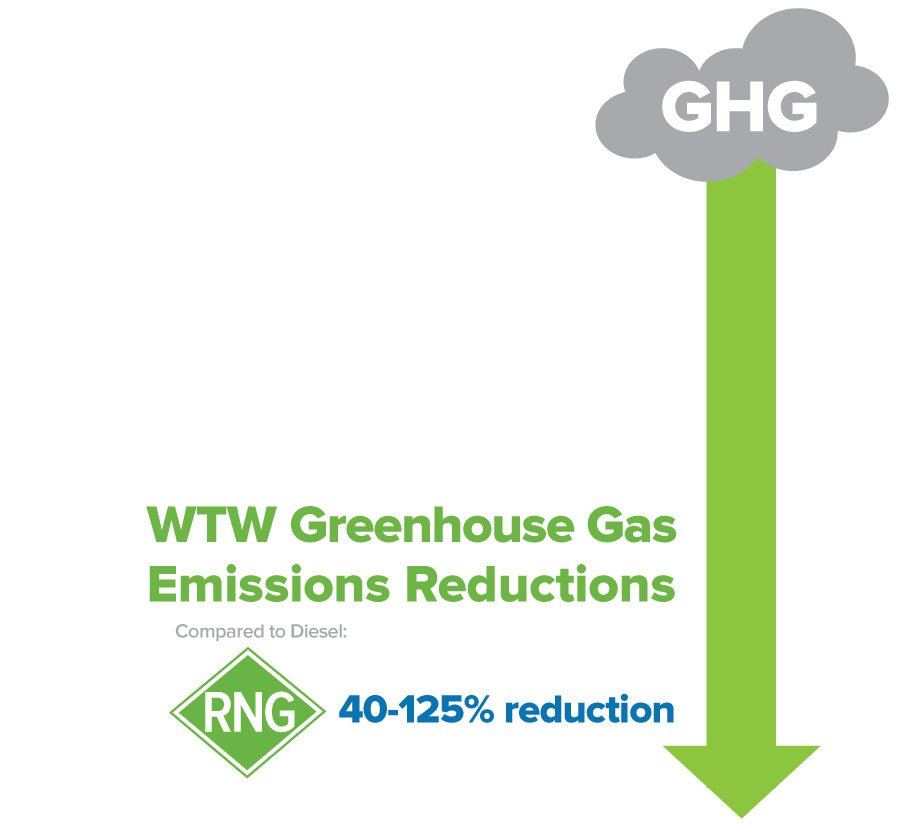 GHG
WTW Greenhouse Gas
Emissions Reductions
Compared to Diesel:
RNG
40-125% reduction